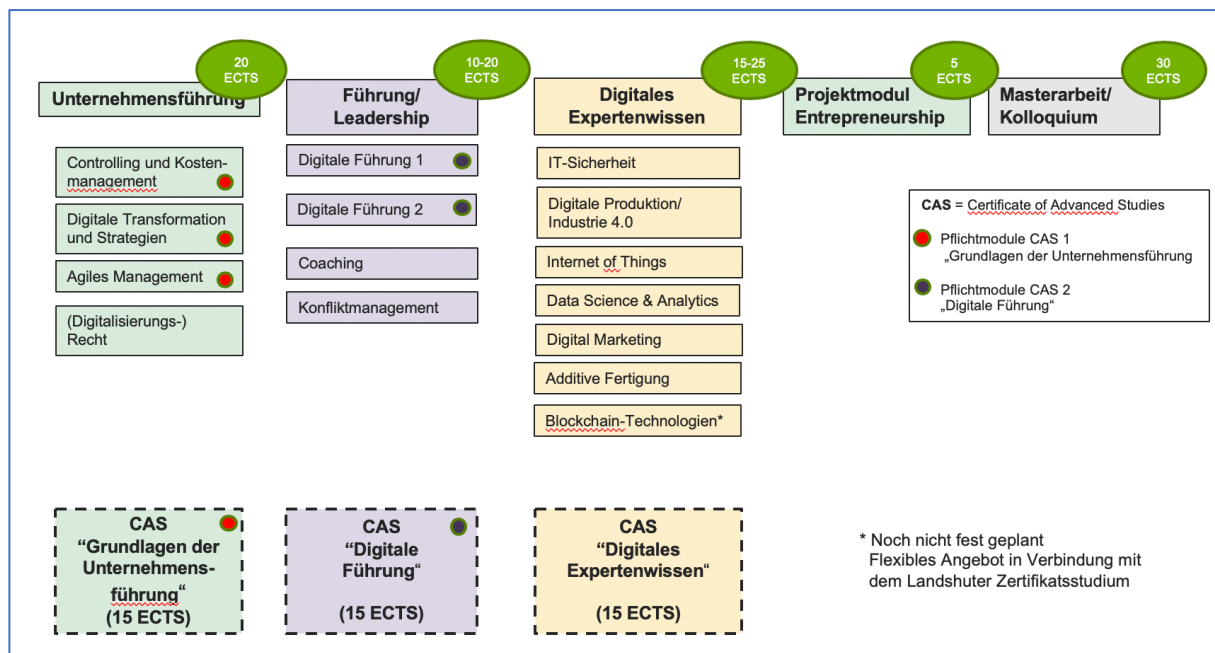 20
ECTS
Unternehmensführung
10-20
ECTS
Führung/
Leadership
15-25
ECTS
Digitales
Expertenwissen
5
ECTS
Projektmodul
Entrepreneurship
30
ECTS
Masterarbeit/
Kolloquium
Controlling und Kosten-
management
Digitale Transformation
und Strategien
Agiles Management
(Digitalisierungs-)
Recht
Digitale Führung 1
Digitale Führung 2
Coaching
Konfliktmanagement
IT-Sicherheit
Digitale Produktion/
Industrie 4.0
Internet of Things
Data Science & Analytics
Digital Marketing
Additive Fertigung
Blockchain-Technologien*
CAS = Certificate of Advanced Studies
Pflichtmodule CAS 1
„Grundlagen der Unternehmensführung
Pflichtmodule CAS 2
„Digitale Führung“
CAS
“Grundlagen der
Unternehmens-
führung“
(15 ECTS)
CAS
“Digitale
Führung“
(15 ECTS)
CAS
“Digitales
Expertenwissen“
(15 ECTS)
* Noch nicht fest geplant
Flexibles Angebot in Verbindung mit
dem Landshuter Zertifikatsstudium